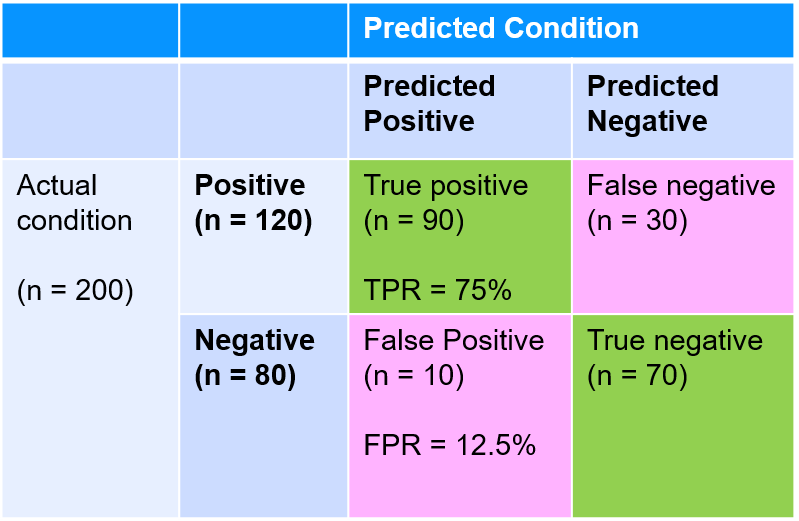 Predicted Condition
Predicted
Positive
Predicted
Negative
Actual
condition
(n = 200)
Positive
(n = 120)
True positive
(n = 90)
TPR = 75%
False negative
(n = 30)
Negative
(n = 80)
False Positive
(n = 10)
FPR = 12.5%
True negative
(n = 70)